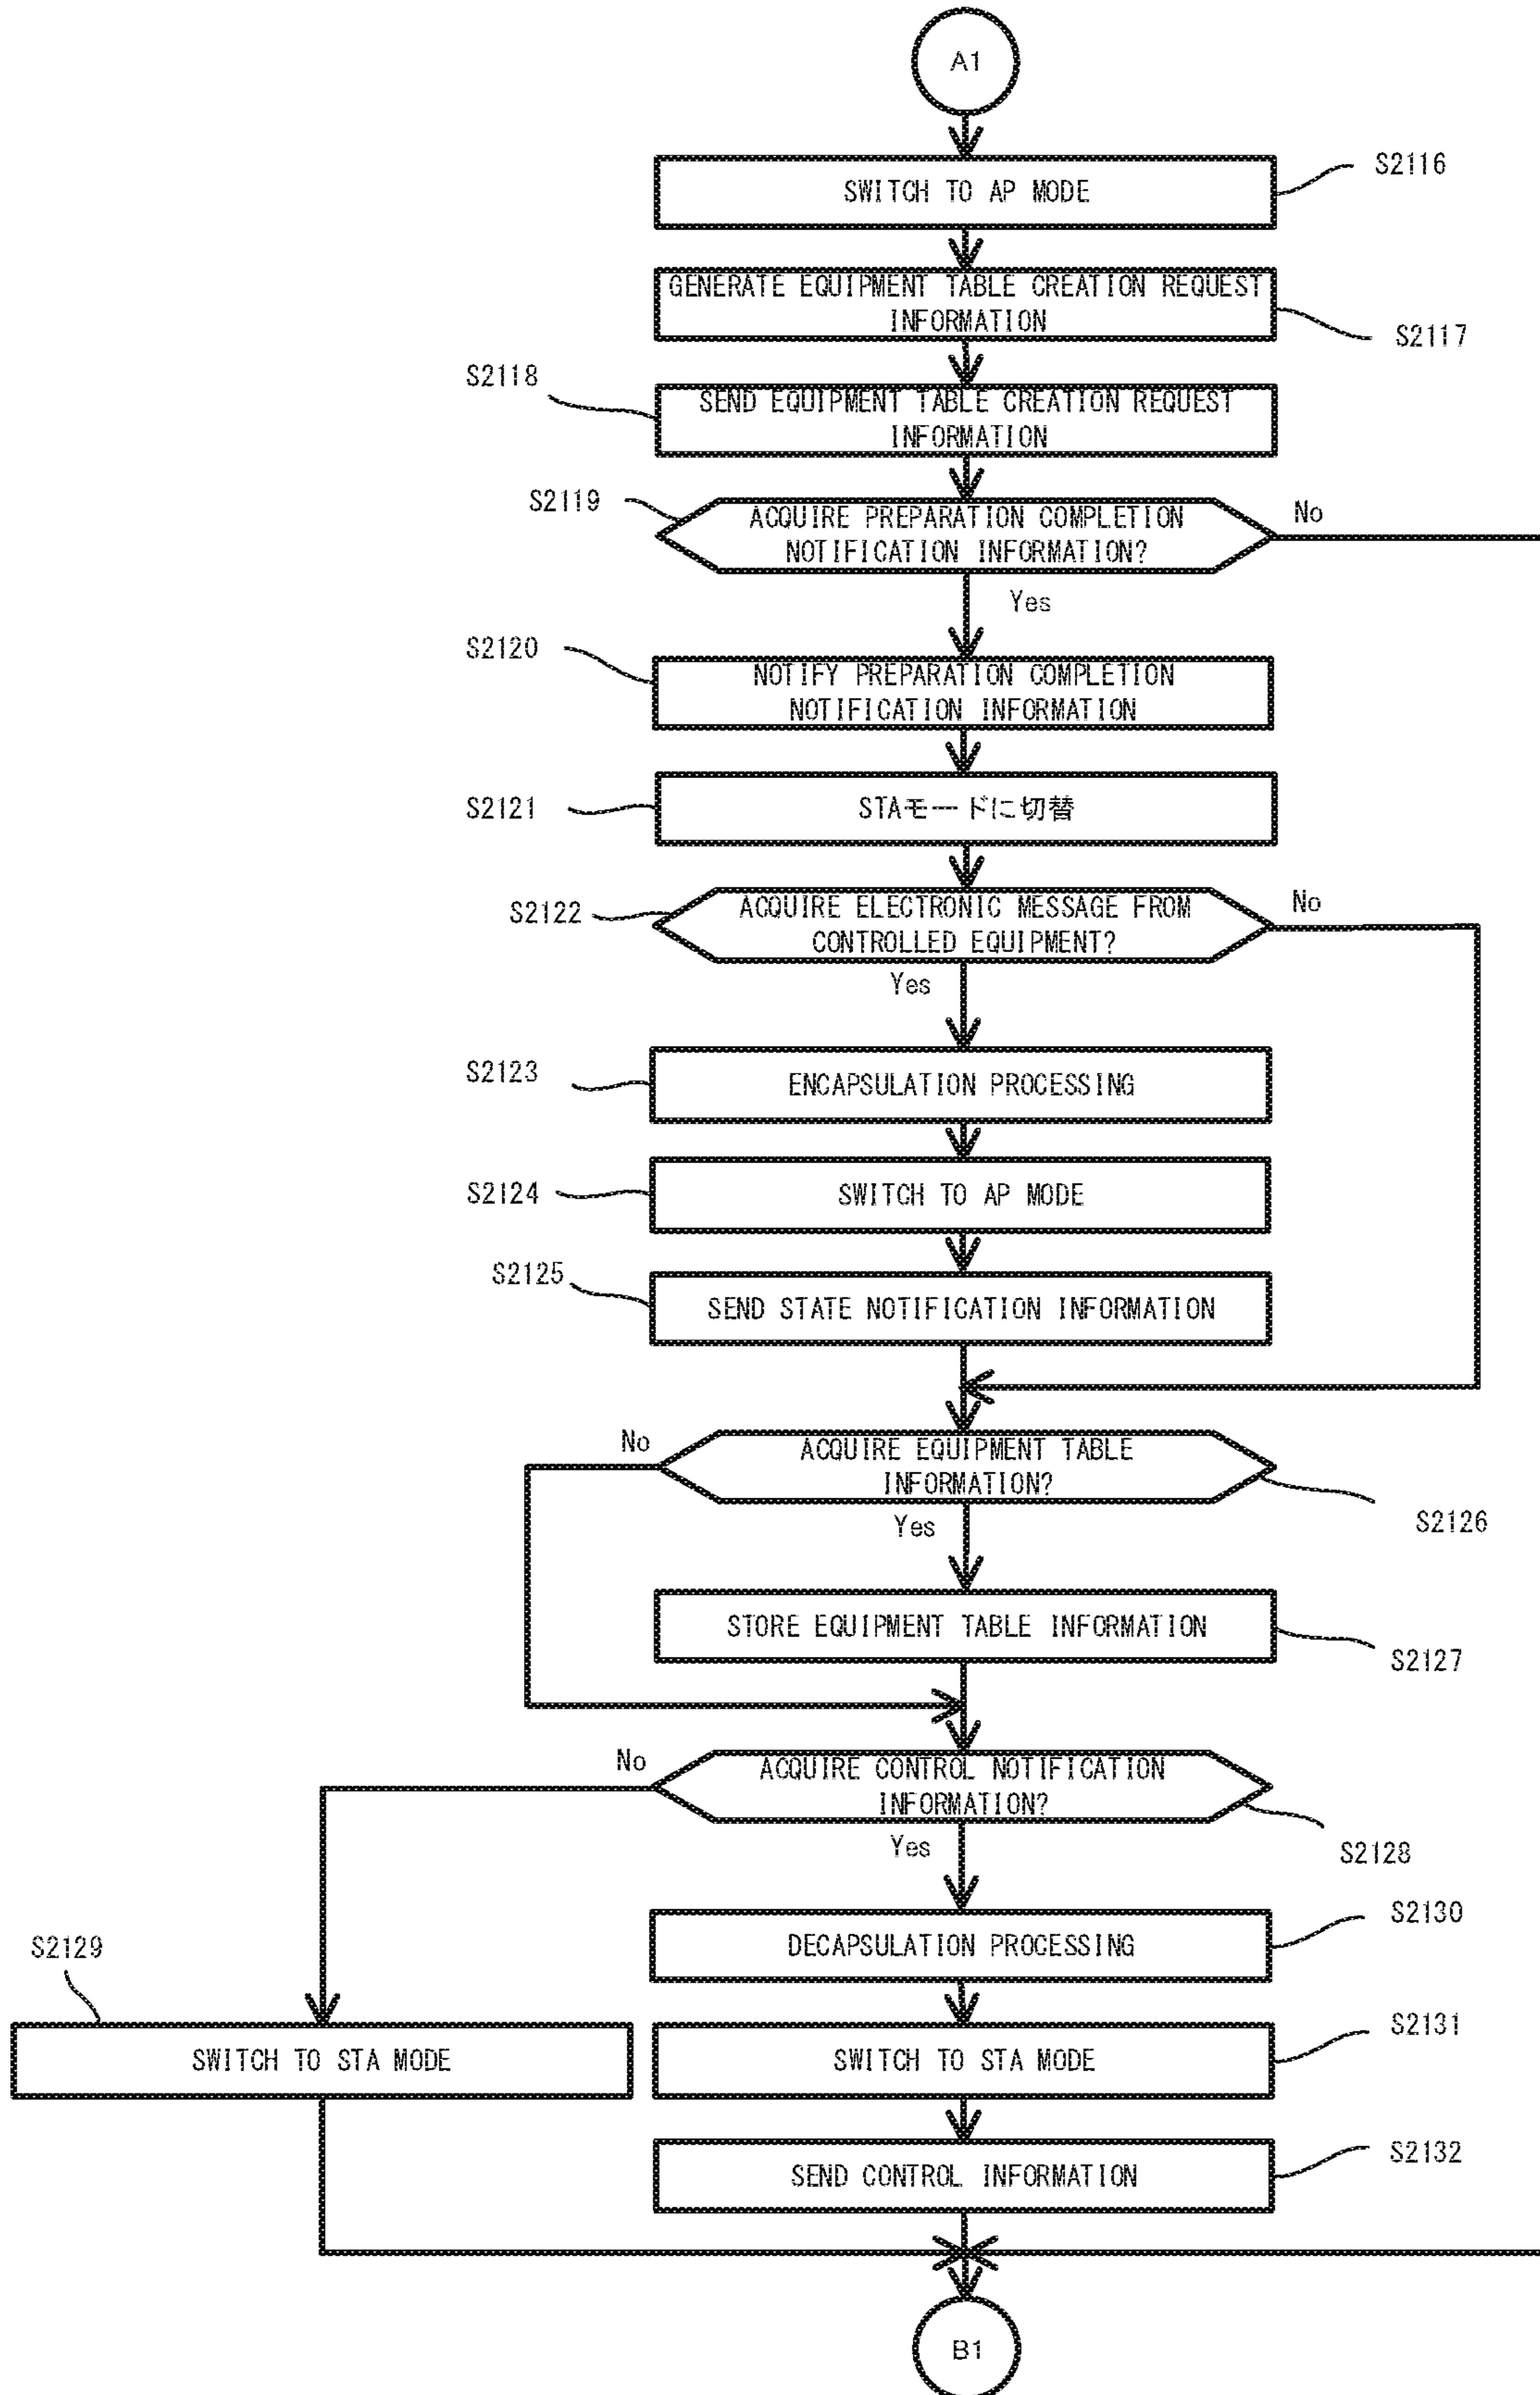 A1
S2116
SWITCH TO AP MODE
GENERATE EQUIPMENT TABLE CREATION REQUEST
INFORMATION
S2117
S2118
SEND EQUIPMENT TABLE CREATION REQUEST
INFORMATION
S2119
ACQUIRE PREPARATION COMPLETION
NOTIFICATION INFORMATION?
No
Yes
S2120
NOTIFY PREPARATION COMPLETION
NOTIFICATION INFORMATION
S2121
STAモードに切替
S2122
ACQUIRE ELECTRONIC MESSAGE FROM
CONTROLLED EQUIPMENT?
No
Yes
S2123
ENCAPSULATION PROCESSING
S2124
SWITCH TO AP MODE
S2125
SEND STATE NOTIFICATION INFORMATION
No
ACQUIRE EQUIPMENT TABLE
INFORMATION?
S2126
Yes
STORE EQUIPMENT TABLE INFORMATION
S2127
No
ACQUIRE CONTROL NOTIFICATION
INFORMATION?
S2128
Yes
S2130
DECAPSULATION PROCESSING
S2129
S2131
SWITCH TO STA MODE
SWITCH TO STA MODE
S2132
SEND CONTROL INFORMATION
B1